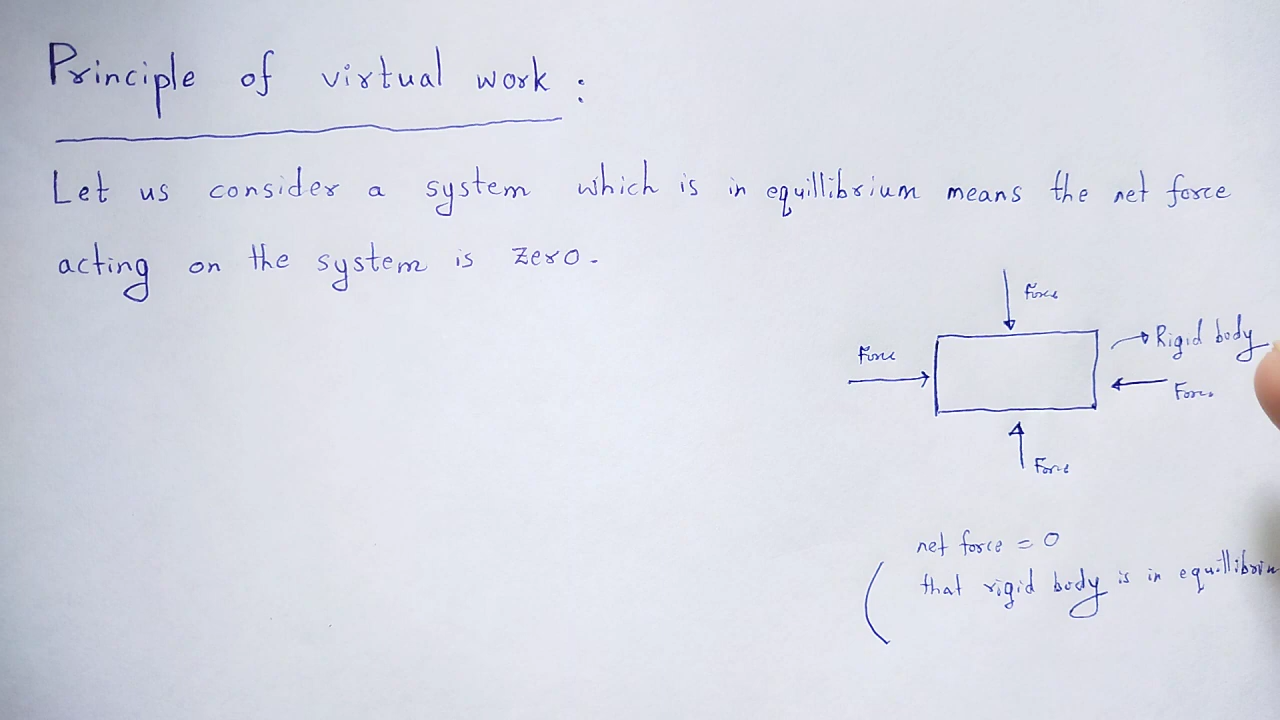 Principle of virtual work :
Let us consider a system which is in equillibrium means the net force
acting on the system is zero.
Force
Rigid body
Force
Force
Force
net force = 0
that rigid body is in equillibriu